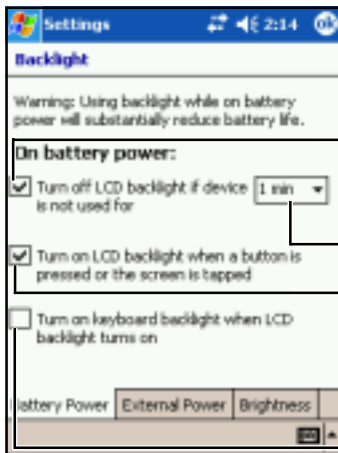 Settings 2:14 ok
Backlight
Warning: Using backlight while on battery
power will substantially reduce battery life.
On battery power:
Turn off LCD backlight if device 1 min
is not used for
Turn on LCD backlight when a button is
pressed or the screen is tapped
Turn on keyboard backlight when LCD
backlight turns on
attery Power External Power Brightness